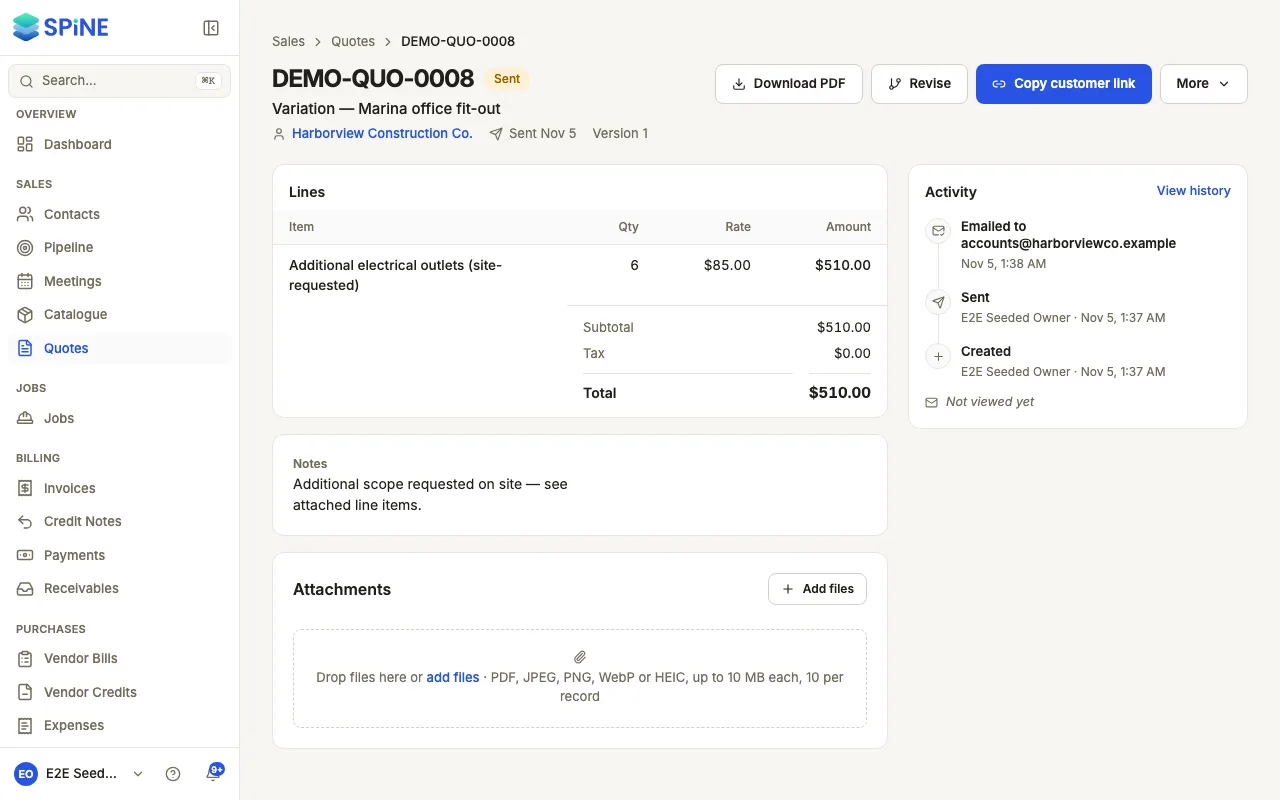 SPiNE
Search...
⌘K
OVERVIEW
Dashboard
SALES
Contacts
Pipeline
Meetings
Catalogue
Quotes
JOBS
Jobs
BILLING
Invoices
Credit Notes
Payments
Receivables
PURCHASES
Vendor Bills
Vendor Credits
Expenses
EO
E2E Seed...
9+
Sales
Quotes
DEMO-QUO-0008
DEMO-QUO-0008
Sent
Variation — Marina office fit-out
Harborview Construction Co.
Sent Nov 5
Version 1
Download PDF
Revise
Copy customer link
More
Lines
Item Qty Rate Amount
Additional electrical outlets (site-
requested)
6 $85.00 $510.00
Subtotal $510.00
Tax $0.00
Total $510.00
Notes
Additional scope requested on site — see
attached line items.
Attachments
Add files
Drop files here or add files · PDF, JPEG, PNG, WebP or HEIC, up to 10 MB each, 10 per
record
Activity
View history
Emailed to
accounts@harborviewco.example
Nov 5, 1:38 AM
Sent
E2E Seeded Owner · Nov 5, 1:37 AM
Created
E2E Seeded Owner · Nov 5, 1:37 AM
Not viewed yet